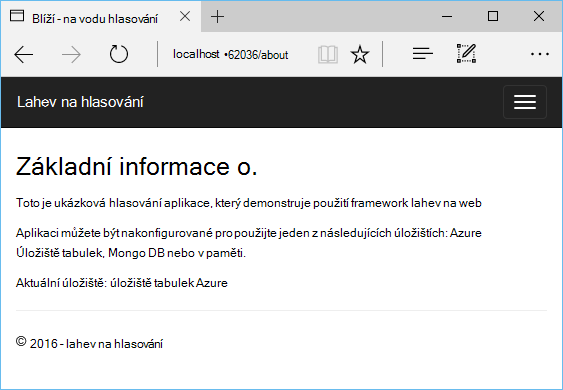 Blíží - na vodu hlasování
localhost •62036/about
Lahev na hlasování
Základní informace o.
Toto je ukázková hlasování aplikace, který demonstruje použití framework lahev na web
Aplikaci můžete být nakonfigurované pro použijte jeden z následujících úložištích: Azure
Úložiště tabulek, Mongo DB nebo v paměti.
Aktuální úložiště: úložiště tabulek Azure
© 2016 - lahev na hlasování